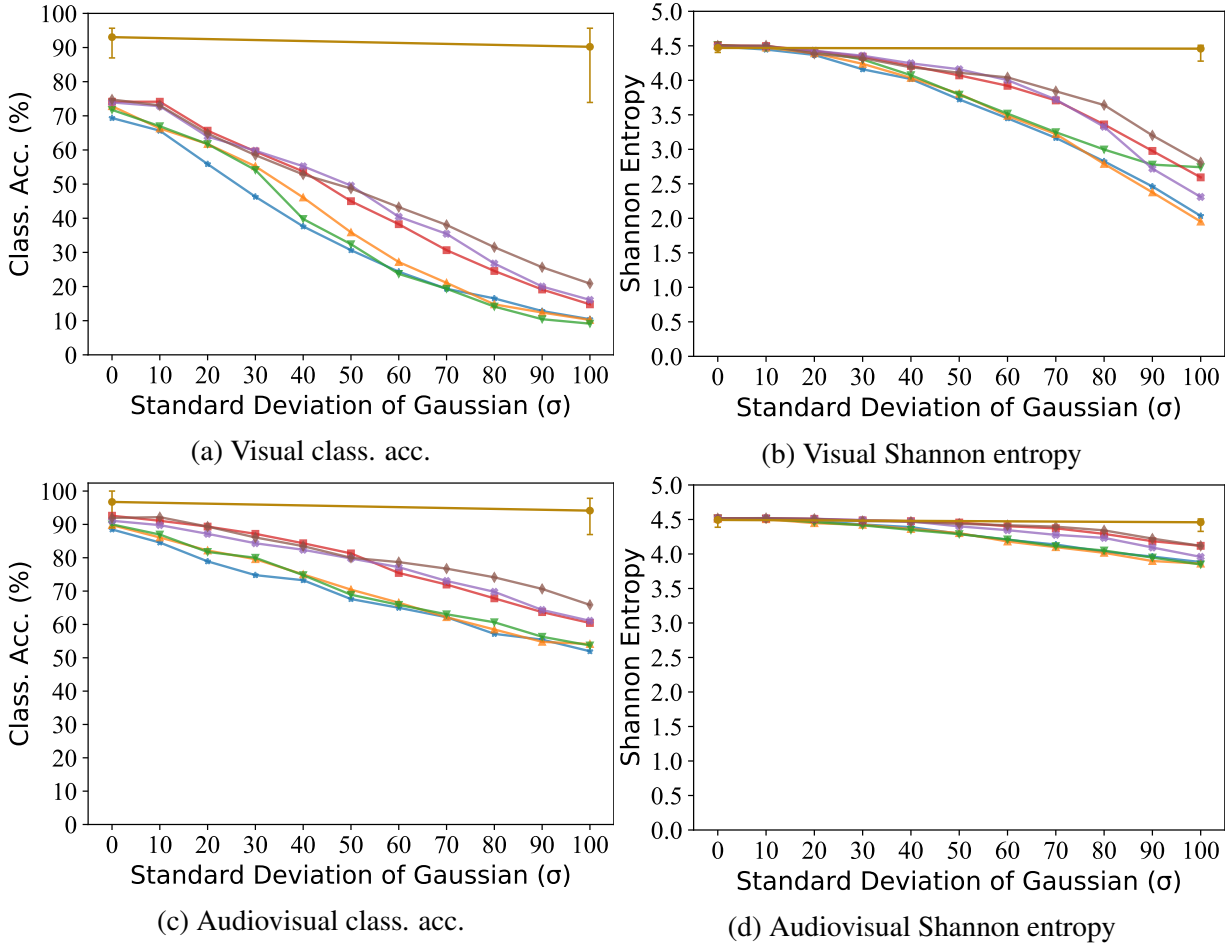 100
90
80
70
60
50
40
30
20
10
0
Class. Acc. (%)
0 10 20 30 40 50 60 70 80 90 100
Standard Deviation of Gaussian (σ)
(a) Visual class. acc.
5.0
4.5
4.0
3.5
3.0
2.5
2.0
1.5
1.0
0.5
0.0
Shannon Entropy
0 10 20 30 40 50 60 70 80 90 100
Standard Deviation of Gaussian (σ)
(b) Visual Shannon entropy
100
90
80
70
60
50
40
30
20
10
0
Class. Acc. (%)
0 10 20 30 40 50 60 70 80 90 100
Standard Deviation of Gaussian (σ)
(c) Audiovisual class. acc.
5.0
4.5
4.0
3.5
3.0
2.5
2.0
1.5
1.0
0.5
0.0
Shannon Entropy
0 10 20 30 40 50 60 70 80 90 100
Standard Deviation of Gaussian (σ)
(d) Audiovisual Shannon entropy